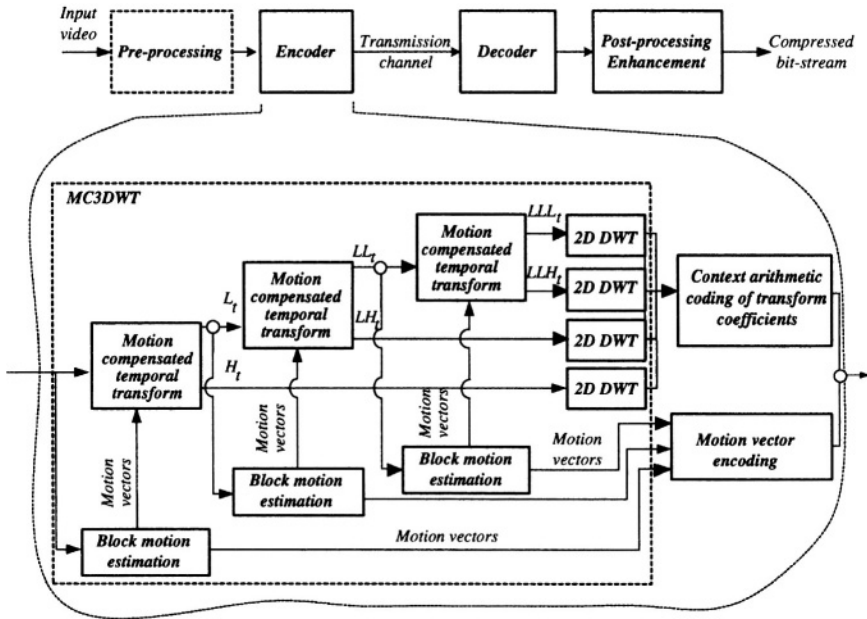 Input
video
Pre-processing
Encoder
Transmission
channel
Decoder
Post-processing
Enhancement
Compressed
bit-stream
MC3DWT
Motion
compensated
temporal
transform
L_t
H_t
Motion
compensated
temporal
transform
LL_t
LH_t
Motion
compensated
temporal
transform
LLL_t
LLH_t
2D DWT
2D DWT
2D DWT
2D DWT
Context arithmetic
coding of transform
coefficients
Motion
vectors
Motion
vectors
Motion
vectors
Block motion
estimation
Block motion
estimation
Block motion
estimation
Motion
vectors
Motion vectors
Motion vector
encoding